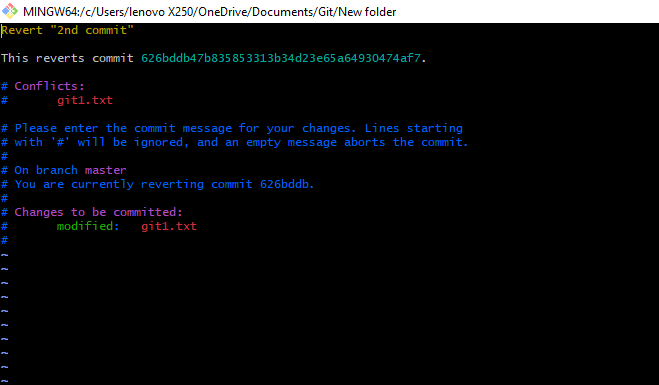 MINGW64:/c/Users/lenovo X250/OneDrive/Documents/Git/New folder
Revert "2nd commit"
This reverts commit 626bddb47b835853313b34d23e65a64930474af7.
# Conflicts:
#       git1.txt
# Please enter the commit message for your changes. Lines starting
# with '#' will be ignored, and an empty message aborts the commit.
#
# On branch master
# You are currently reverting commit 626bddb.
#
# Changes to be committed:
#       modified:   git1.txt
#
~
~
~
~
~
~
~
~
~
~